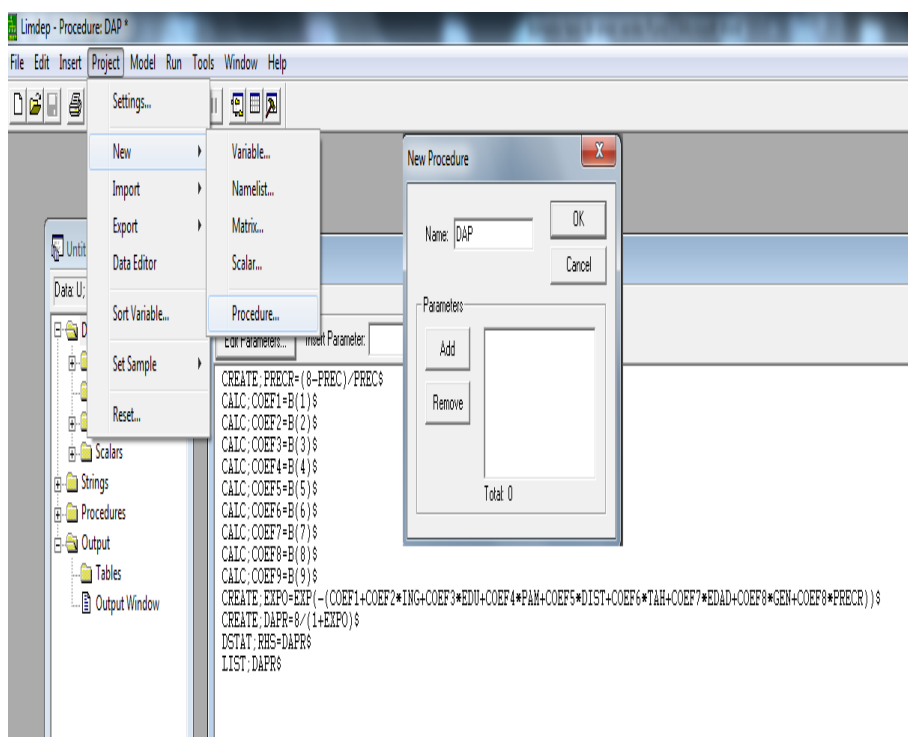 Limdep - Procedure: DAP *
File Edit Insert Project Model Run Tools Window Help
Settings...
New
Import
Export
Data Editor
Sort Variable...
Set Sample
Reset...
Variable...
Namelist...
Matrix...
Scalar...
Procedure...
New Procedure
X
Name: DAP
OK
Cancel
Parameters
Add
Remove
Total: 0
Untit
Data: U;
D
Scalars
Strings
Procedures
Output
Tables
Output Window
Edit Parameters... Insert Parameter:
CREATE;PRECR=(8-PREC)/PREC$
CALC;COEF1=B(1)$
CALC;COEF2=B(2)$
CALC;COEF3=B(3)$
CALC;COEF4=B(4)$
CALC;COEF5=B(5)$
CALC;COEF6=B(6)$
CALC;COEF7=B(7)$
CALC;COEF8=B(8)$
CALC;COEF9=B(9)$
CREATE;EXPO=EXP(-(COEF1+COEF2*ING+COEF3*EDU+COEF4*PAM+COEF5*DIST+COEF6*TAH+COEF7*EDAD+COEF8*GEN+COEF8*PRECR))$
CREATE;DAPR=8/(1+EXPO)$
DSTAT;RHS=DAPR$
LIST;DAPR$